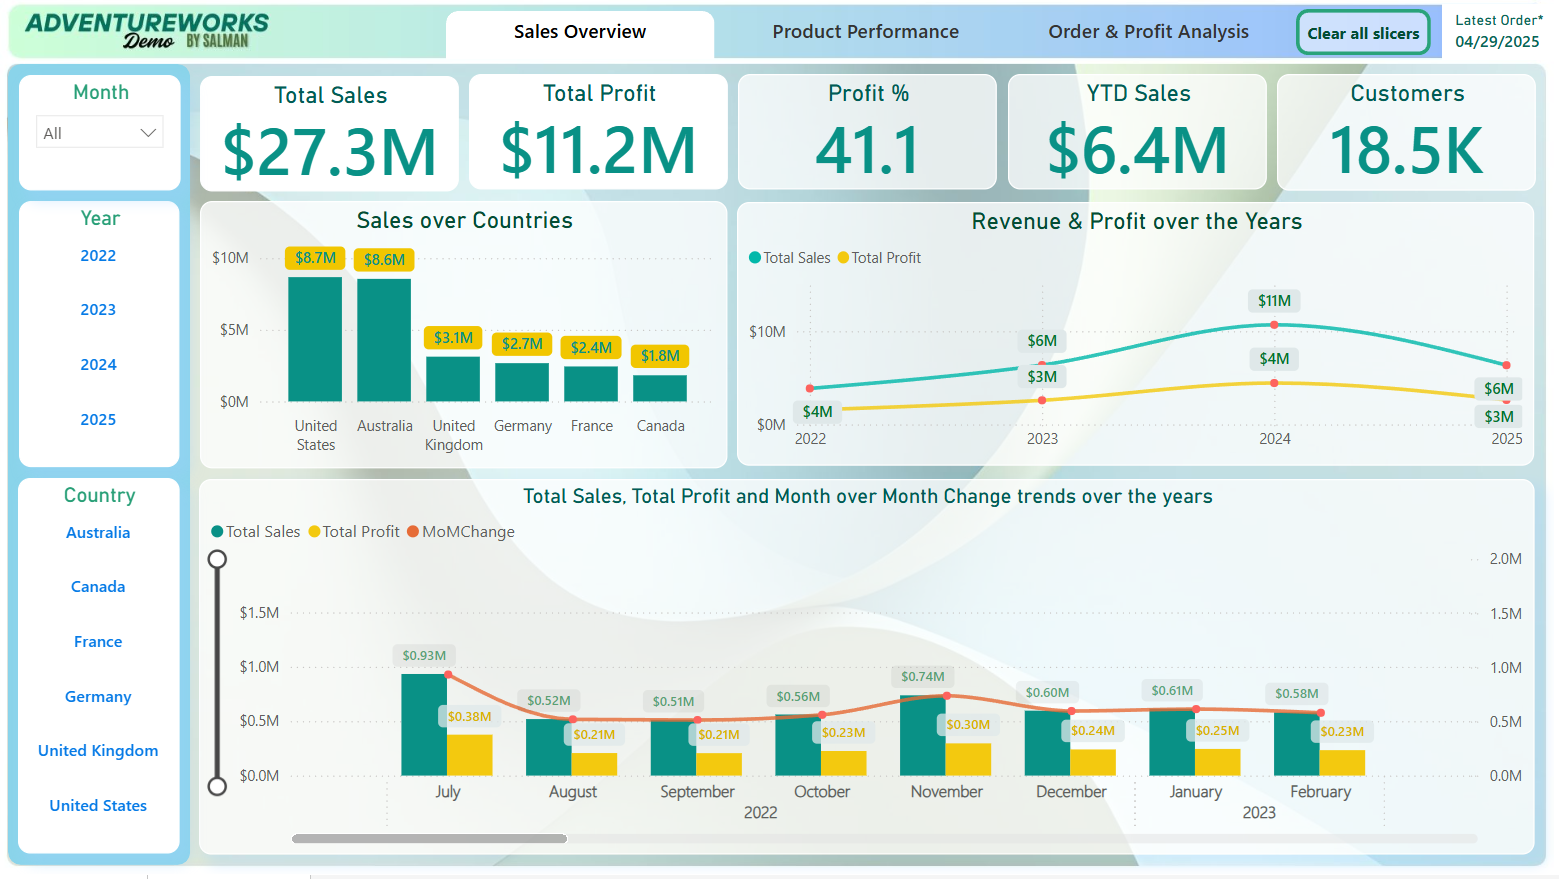 ADVENTUREWORKS
Demo BY SALMAN
Sales Overview
Product Performance
Order & Profit Analysis
Clear all slicers
Latest Order*
04/29/2025
Month
All
Total Sales
$27.3M
Total Profit
$11.2M
Profit %
41.1
YTD Sales
$6.4M
Customers
18.5K
Year
2022
2023
2024
2025
Sales over Countries
$10M
$5M
$0M
$8.7M
$8.6M
$3.1M
$2.7M
$2.4M
$1.8M
United States
Australia
United Kingdom
Germany
France
Canada
Revenue & Profit over the Years
Total Sales
Total Profit
$10M
$0M
$11M
$6M
$4M
$3M
$6M
$4M
$3M
2022
2023
2024
2025
Country
Australia
Canada
France
Germany
United Kingdom
United States
Total Sales, Total Profit and Month over Month Change trends over the years
Total Sales
Total Profit
MoMChange
$1.5M
$1.0M
$0.5M
$0.0M
2.0M
1.5M
1.0M
0.5M
0.0M
$0.93M
$0.38M
$0.52M
$0.21M
$0.51M
$0.21M
$0.56M
$0.23M
$0.74M
$0.30M
$0.60M
$0.24M
$0.61M
$0.25M
$0.58M
$0.23M
July
August
September
October
November
December
January
February
2022
2023